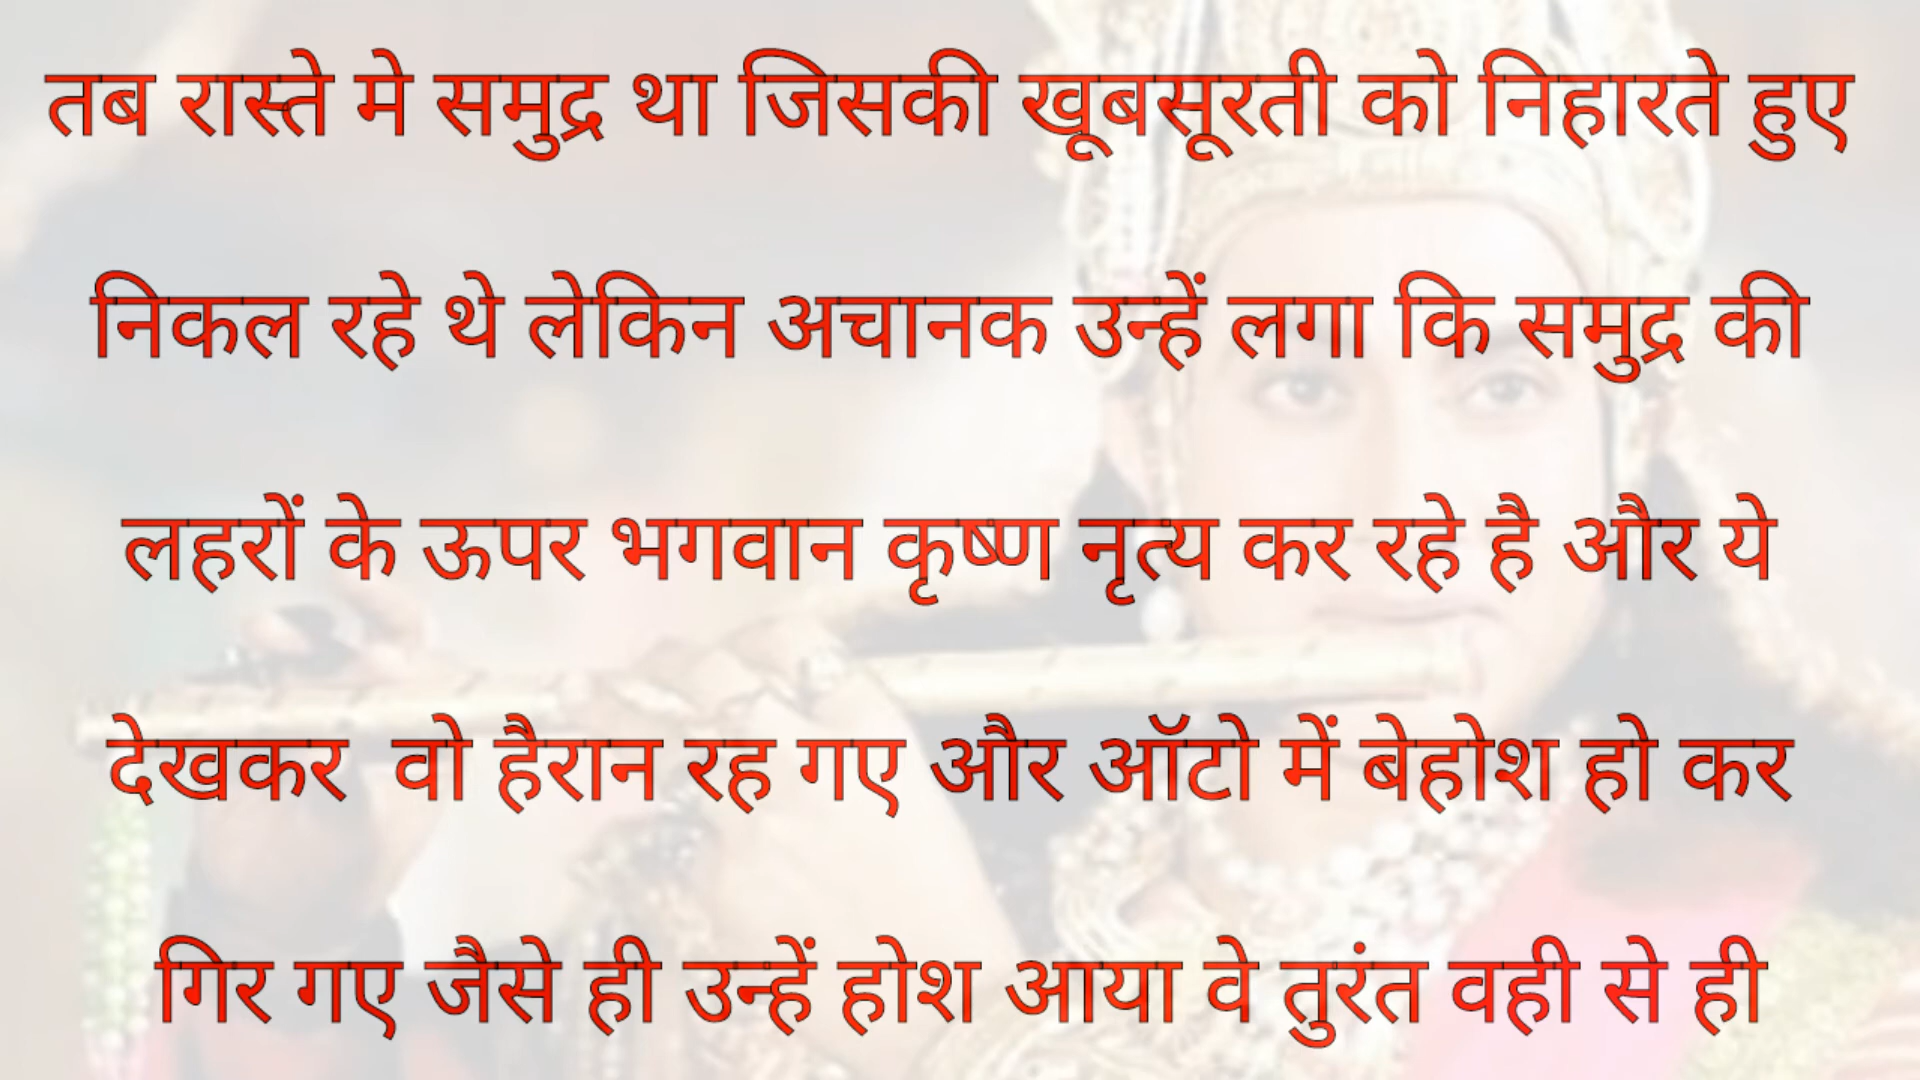 तब रास्ते मे समुद्र था जिसकी खूबसूरती को निहारते हुए
निकल रहे थे लेकिन अचानक उन्हें लगा कि समुद्र की
लहरों के ऊपर भगवान कृष्ण नृत्य कर रहे है और ये
देखकर वो हैरान रह गए और ऑटो में बेहोश हो कर
गिर गए जैसे ही उन्हें होश आया वे तुरंत वही से ही